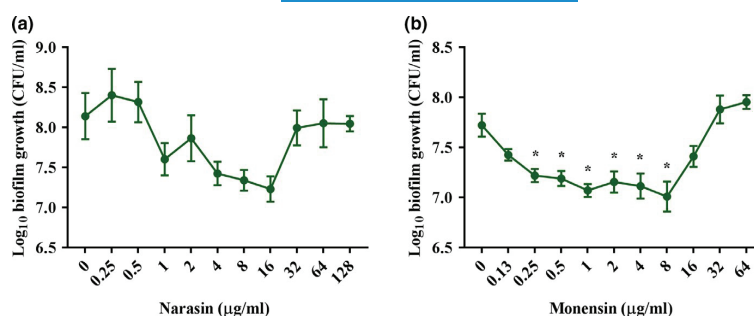 (a)
Log10 biofilm growth (CFU/ml)
9.0
8.5
8.0
7.5
7.0
6.5
0 0.25 0.5 1 2 4 8 16 32 64 128
Narasin (μg/ml)
(b)
Log10 biofilm growth (CFU/ml)
8.5
8.0
7.5
7.0
6.5
* * * * * *
0 0.13 0.25 0.5 1 2 4 8 16 32 64
Monensin (μg/ml)